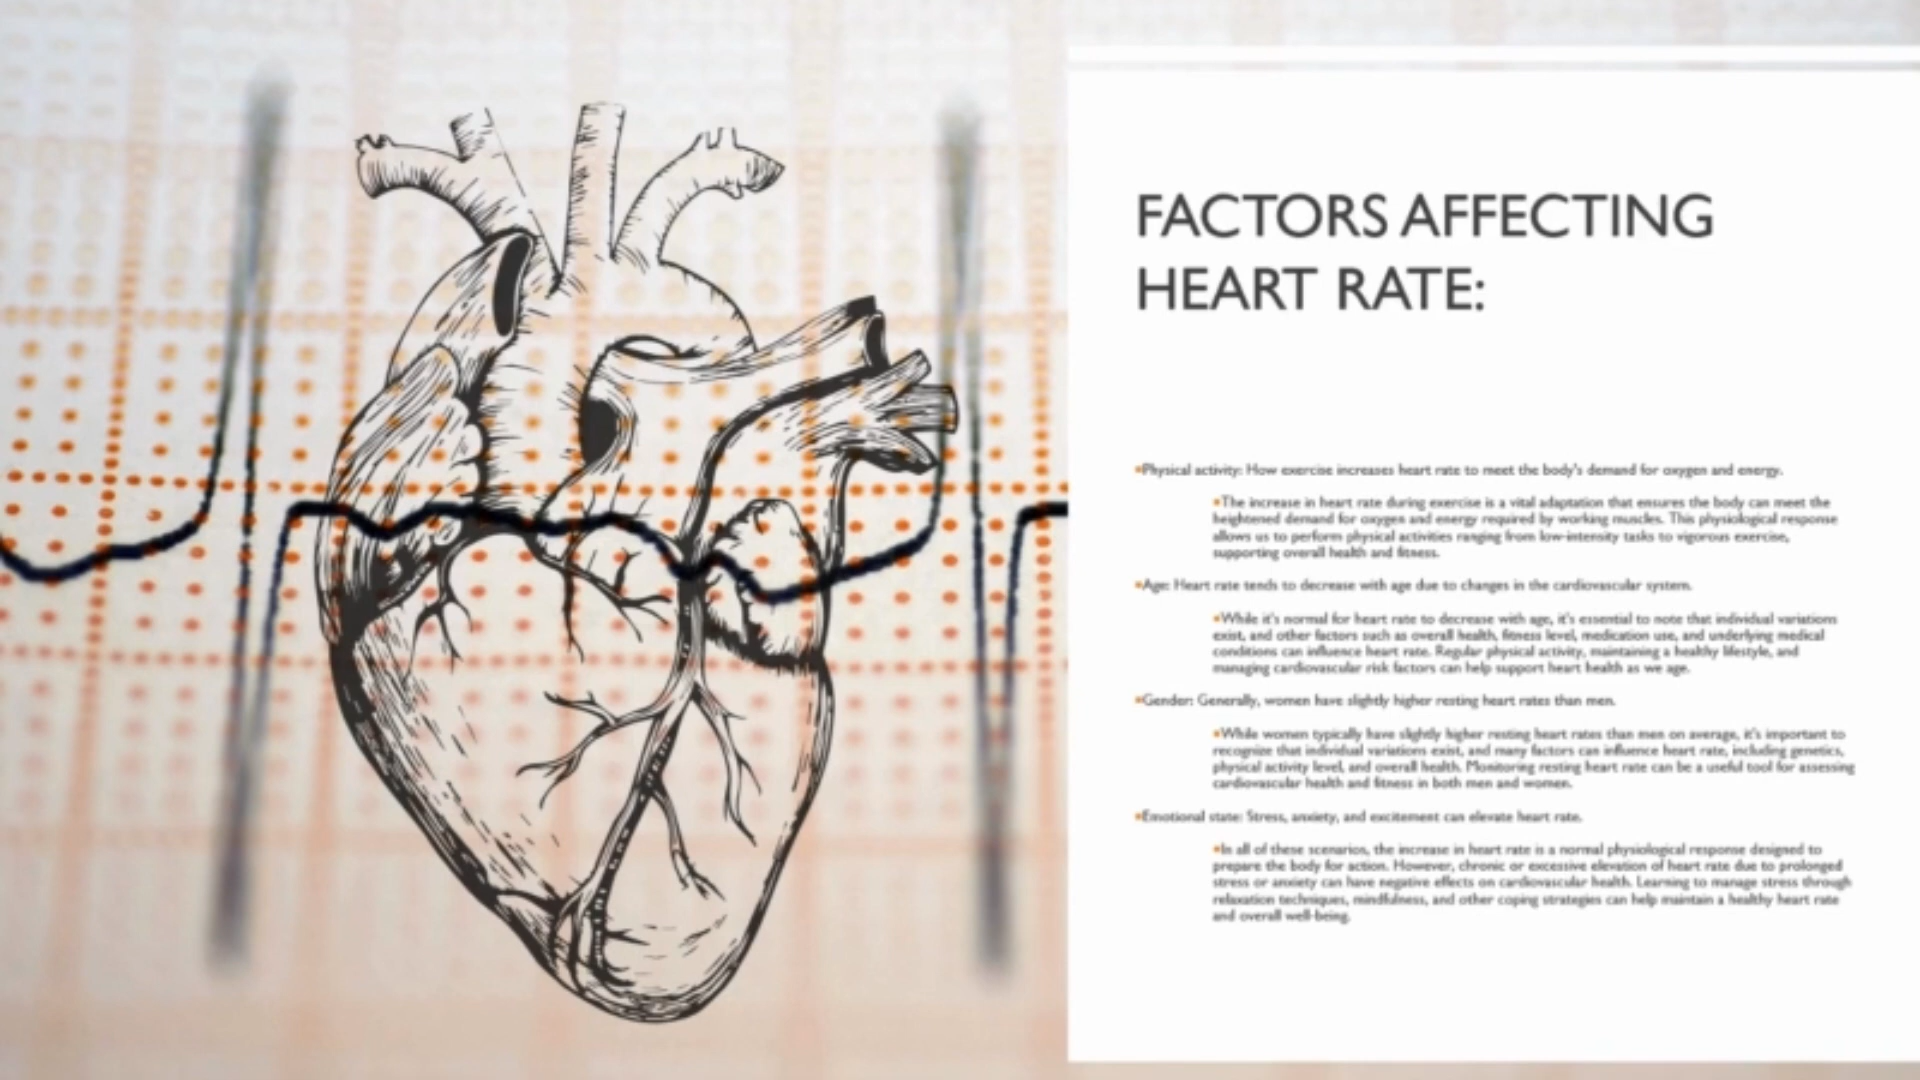 FACTORS AFFECTING
HEART RATE:
▪Physical activity: How exercise increases heart rate to meet the body's demand for oxygen and energy.
▪The increase in heart rate during exercise is a vital adaptation that ensures the body can meet the
heightened demand for oxygen and energy required by working muscles. This physiological response
allows us to perform physical activities ranging from low-intensity tasks to vigorous exercise,
supporting overall health and fitness.
▪Age: Heart rate tends to decrease with age due to changes in the cardiovascular system.
▪While it's normal for heart rate to decrease with age, it's essential to note that individual variations
exist, and other factors such as overall health, fitness level, medication use, and underlying medical
conditions can influence heart rate. Regular physical activity, maintaining a healthy lifestyle, and
managing cardiovascular risk factors can help support heart health as we age.
▪Gender: Generally, women have slightly higher resting heart rates than men.
▪While women typically have slightly higher resting heart rates than men on average, it's important to
recognize that individual variations exist, and many factors can influence heart rate, including genetics,
physical activity level, and overall health. Monitoring resting heart rate can be a useful tool for assessing
cardiovascular health and fitness in both men and women.
▪Emotional state: Stress, anxiety, and excitement can elevate heart rate.
▪In all of these scenarios, the increase in heart rate is a normal physiological response designed to
prepare the body for action. However, chronic or excessive elevation of heart rate due to prolonged
stress or anxiety can have negative effects on cardiovascular health. Learning to manage stress through
relaxation techniques, mindfulness, and other coping strategies can help maintain a healthy heart rate
and overall well-being.